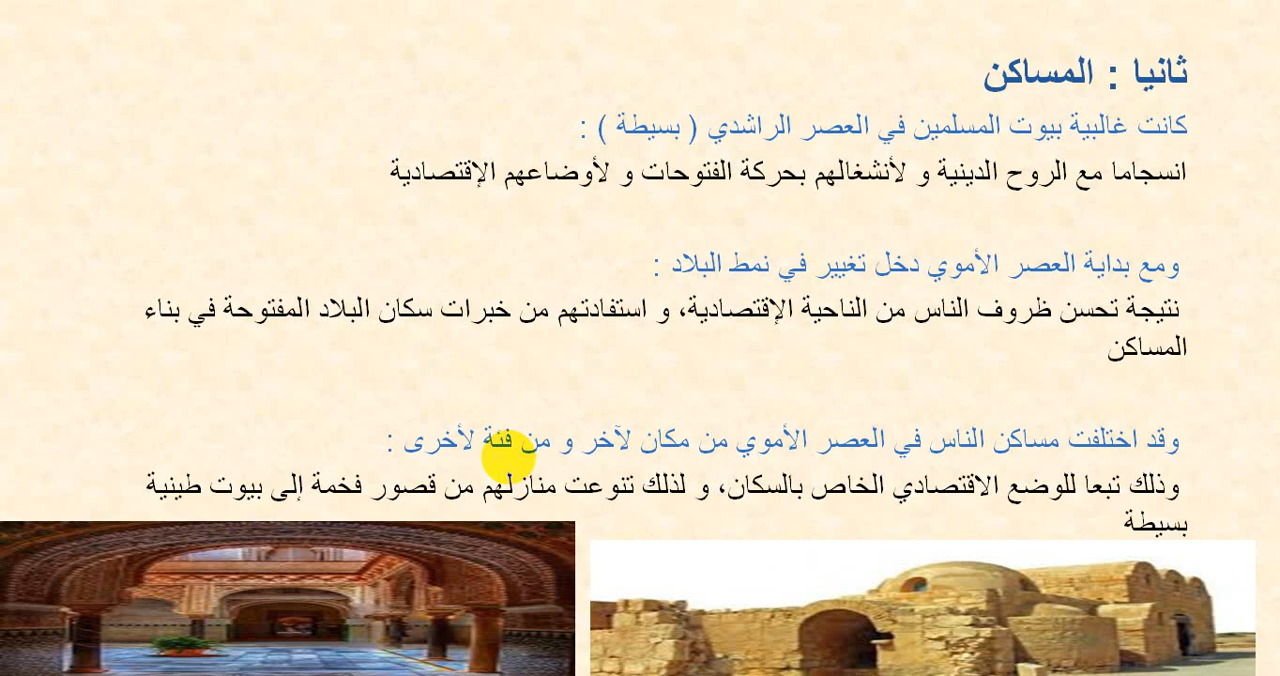 ثانيا : المساكن
كانت غالبية بيوت المسلمين في العصر الراشدي ( بسيطة ) :
انسجاما مع الروح الدينية و لأنشغالهم بحركة الفتوحات و لأوضاعهم الإقتصادية
ومع بداية العصر الأموي دخل تغيير في نمط البلاد :
نتيجة تحسن ظروف الناس من الناحية الإقتصادية، و استفادتهم من خبرات سكان البلاد المفتوحة في بناء
المساكن
وقد اختلفت مساكن الناس في العصر الأموي من مكان لآخر و من فئة لأخرى :
وذلك تبعا للوضع الاقتصادي الخاص بالسكان، و لذلك تنوعت منازلهم من قصور فخمة إلى بيوت طينية
بسيطة